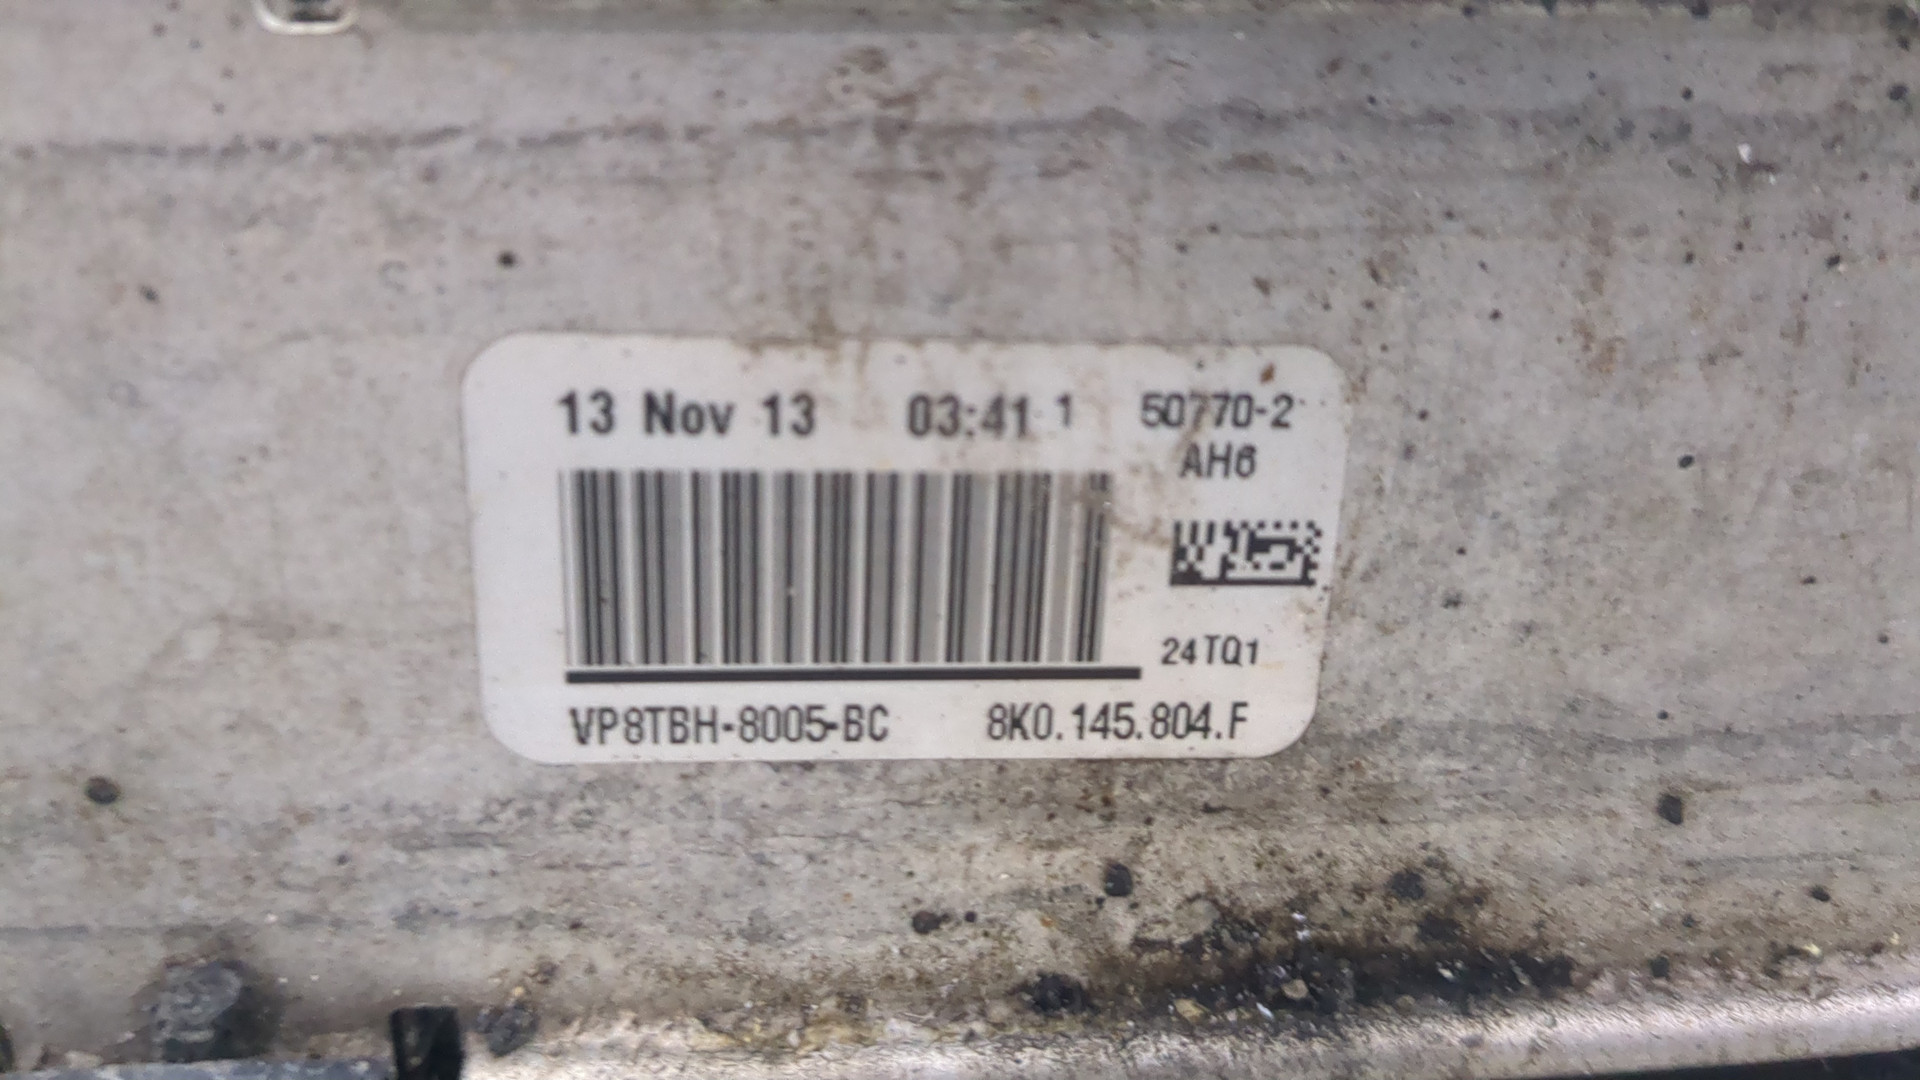 13 Nov 13 03:41 1 50770-2
AH6
24TQ1
VP8TBH-8005-BC 8K0.145.804.F